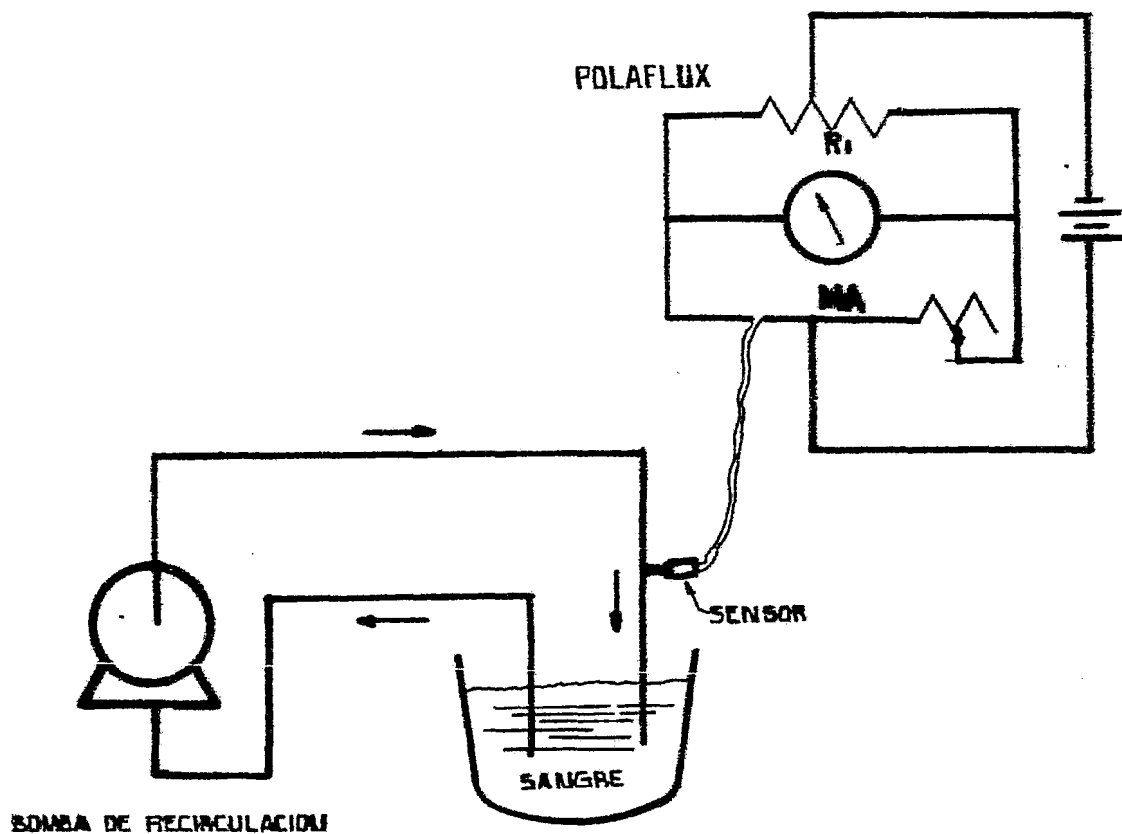 POLAFLUX
R1
MA
SENSOR
SANGRE
BOMBA DE RECIRCULACION